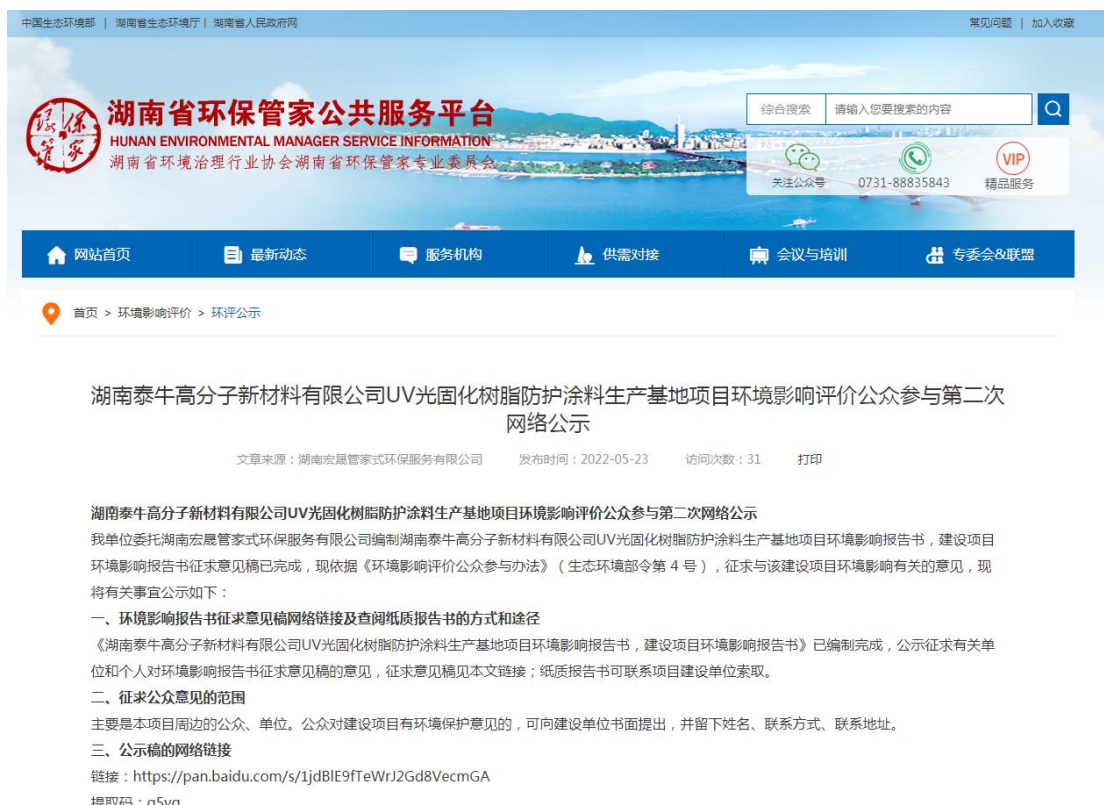 中国生态环境部 | 湖南省生态环境厅 | 湖南省人民政府网
常见问题 | 加入收藏
绿保管家
湖南省环保管家公共服务平台
HUNAN ENVIRONMENTAL MANAGER SERVICE INFORMATION
湖南省环境治理行业协会湖南省环保管家专业委员会
综合搜索 请输入您要搜索的内容
关注公众号 0731-88835843 VIP 精品服务
网站首页 最新动态 服务机构 供需对接 会议与培训 专委会&联盟
首页 > 环境影响评价 > 环评公示
湖南泰牛高分子新材料有限公司UV光固化树脂防护涂料生产基地项目环境影响评价公众参与第二次
网络公示
文章来源：湖南宏晟管家式环保服务有限公司 发布时间：2022-05-23 访问次数：31 打印
湖南泰牛高分子新材料有限公司UV光固化树脂防护涂料生产基地项目环境影响评价公众参与第二次网络公示
我单位委托湖南宏晟管家式环保服务有限公司编制湖南泰牛高分子新材料有限公司UV光固化树脂防护涂料生产基地项目环境影响报告书，建设项目
环境影响报告书征求意见稿已完成，现依据《环境影响评价公众参与办法》（生态环境部令第 4 号），征求与该建设项目环境影响有关的意见，现
将有关事宜公示如下：
一、环境影响报告书征求意见稿网络链接及查阅纸质报告书的方式和途径
《湖南泰牛高分子新材料有限公司UV光固化树脂防护涂料生产基地项目环境影响报告书，建设项目环境影响报告书》已编制完成，公示征求有关单
位和个人对环境影响报告书征求意见稿的意见，征求意见稿见本文链接；纸质报告书可联系项目建设单位索取。
二、征求公众意见的范围
主要是本项目周边的公众、单位。公众对建设项目有环境保护意见的，可向建设单位书面提出，并留下姓名、联系方式、联系地址。
三、公示稿的网络链接
链接：https://pan.baidu.com/s/1jdBlE9fTeWrJ2Gd8VecmGA
提取码：